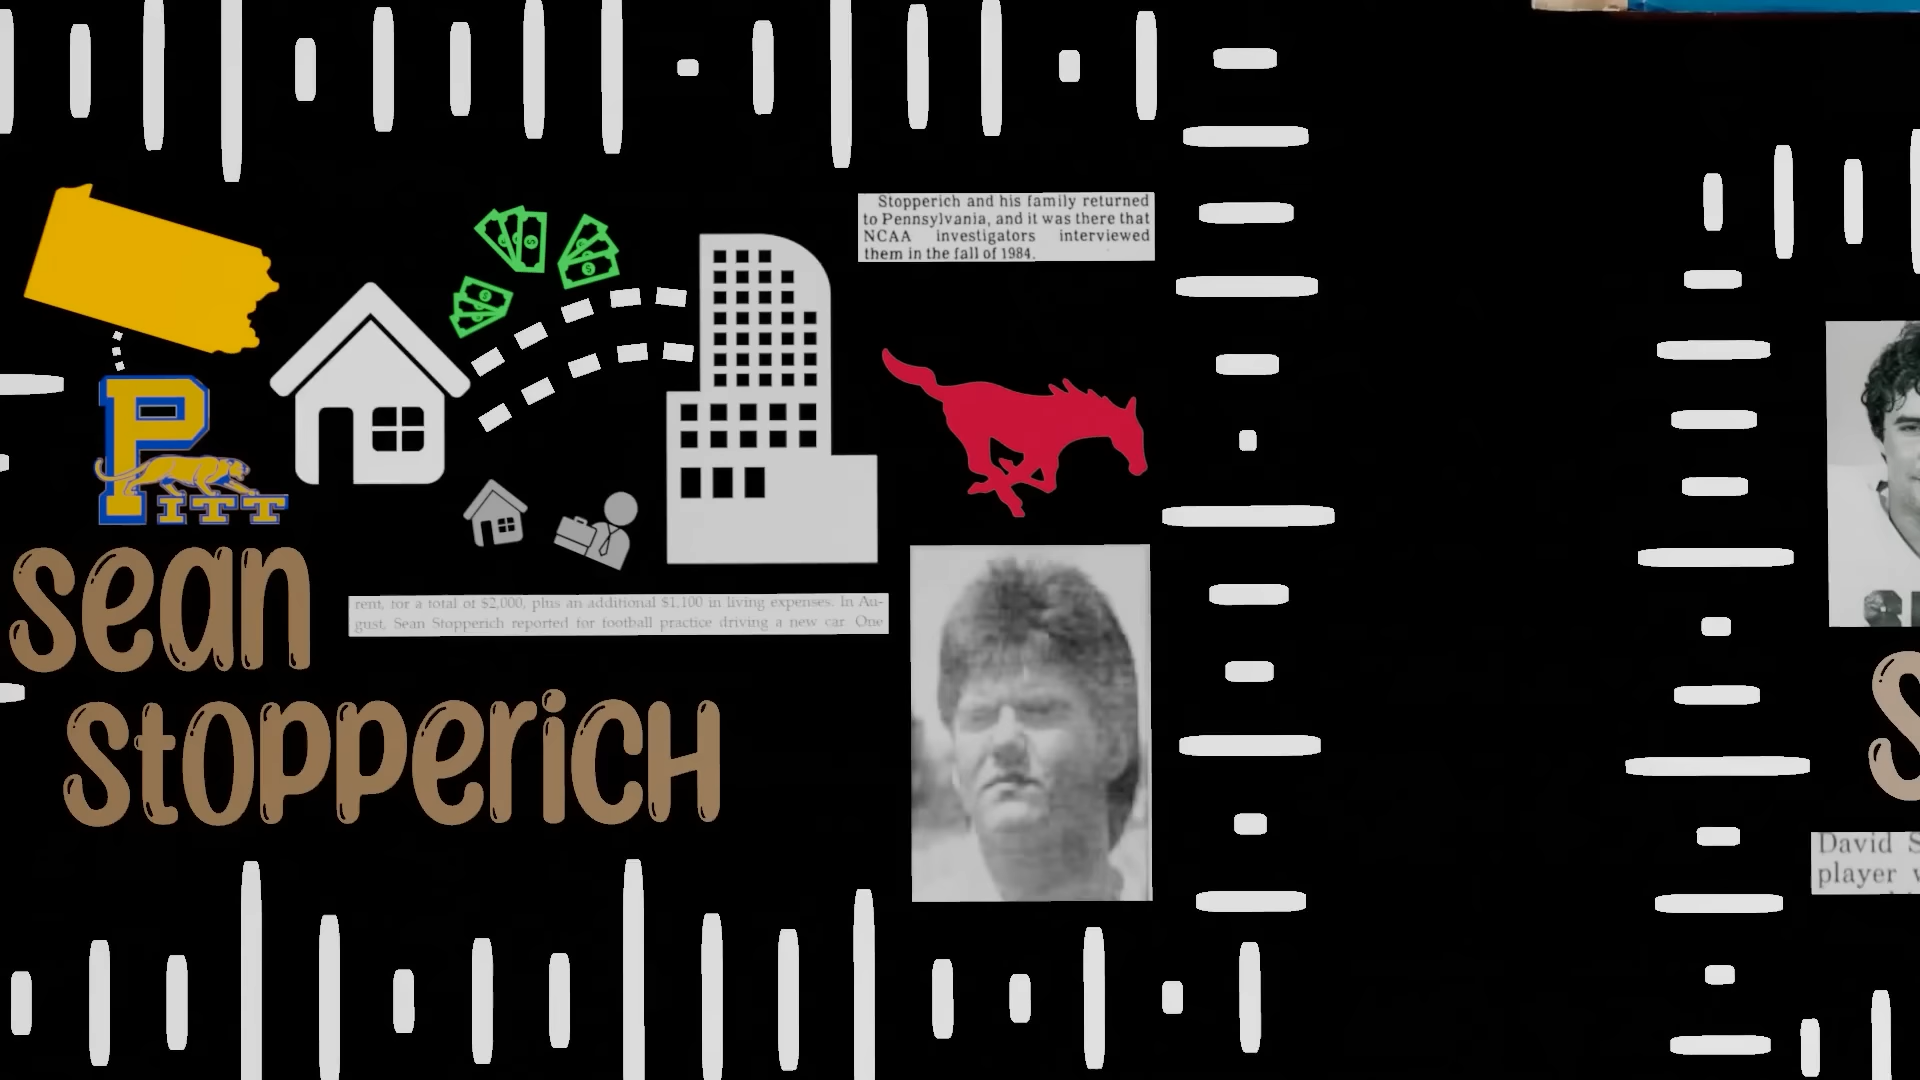 Stopperich and his family returned
to Pennsylvania, and it was there that
NCAA investigators interviewed
them in the fall of 1984.
PITT
sean
stopperich
rent, for a total of $2,000, plus an additional $1,100 in living expenses. In Au-
gust, Sean Stopperich reported for football practice driving a new car. One
S
David S
player w